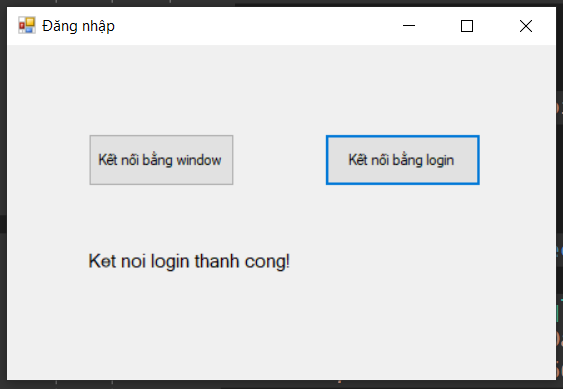 Đăng nhập
Kết nối bằng window
Kết nối bằng login
Ket noi login thanh cong!